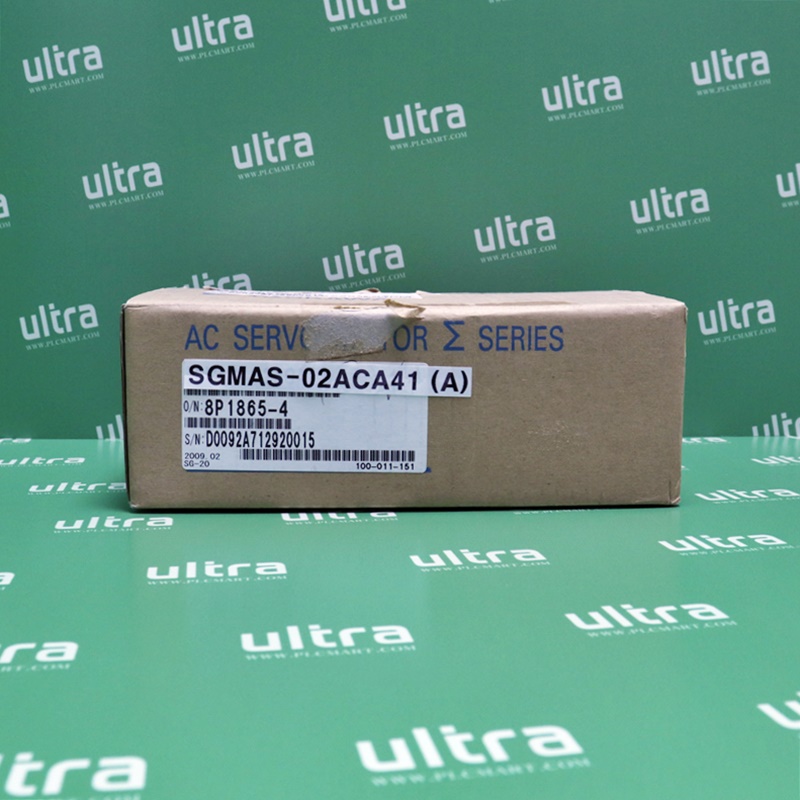 ultra
WWW.PLCMART.COM
AC SERVO TOR Σ SERIES
SGMAS-02ACA41 (A)
O/N: 8P1865-4
S/N: D0092A712920015
2009.02
SG-20
100-011-151